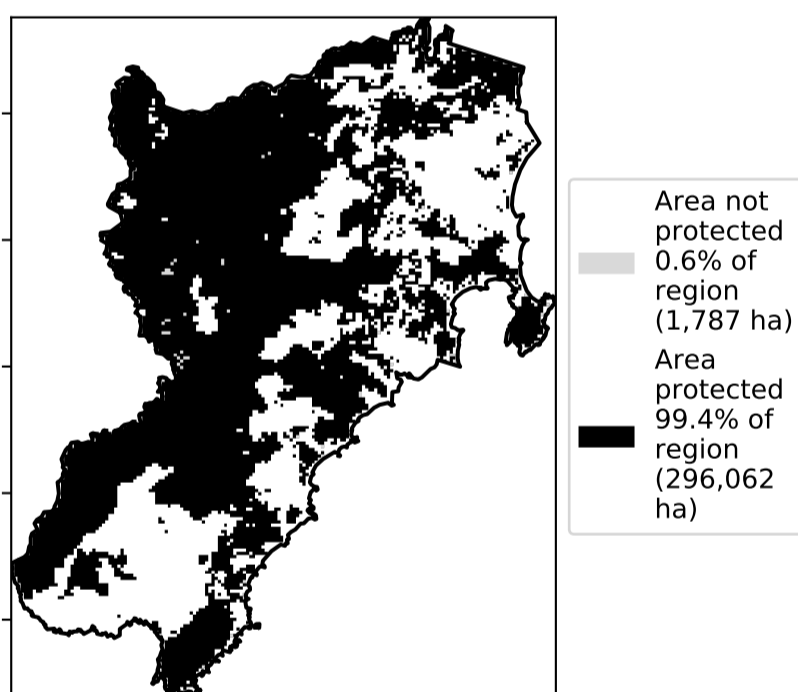 Area not
protected
0.6% of
region
(1,787 ha)
Area
protected
99.4% of
region
(296,062
ha)